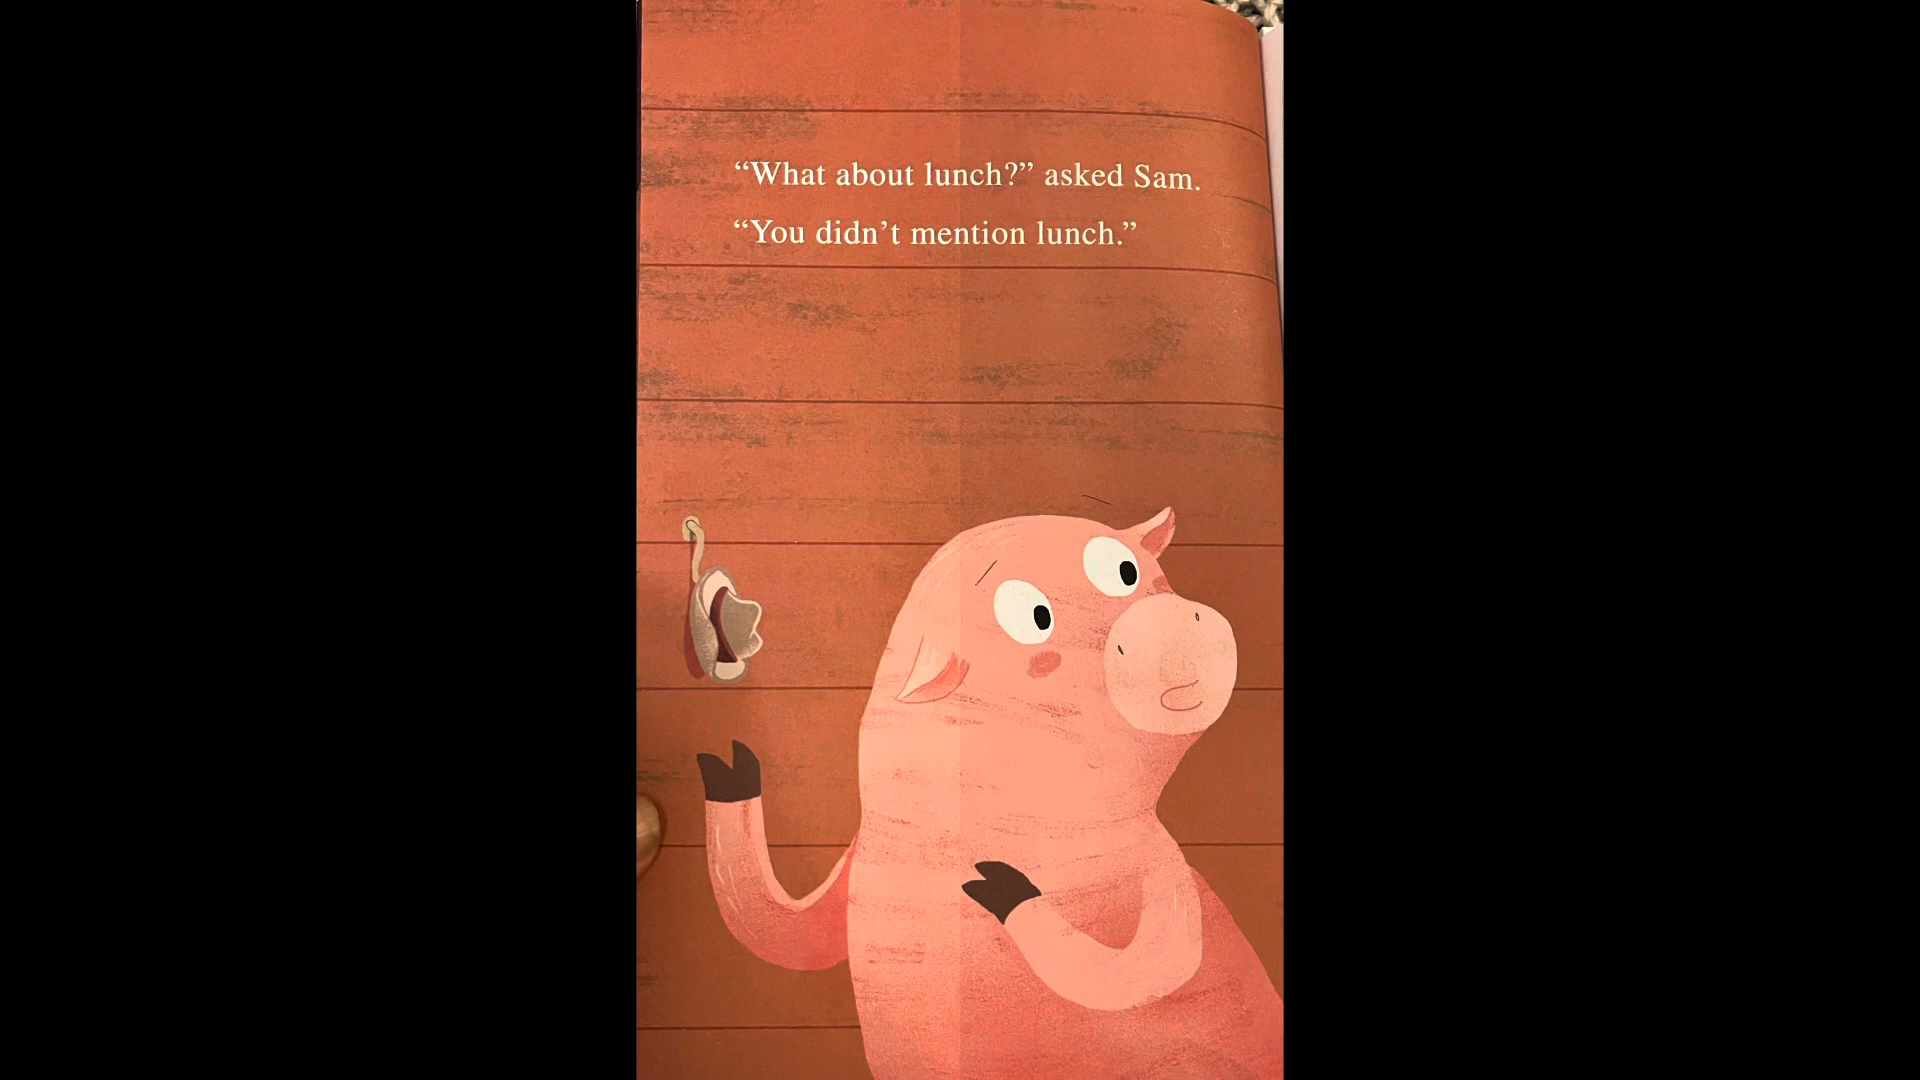 “What about lunch?” asked Sam.
“You didn’t mention lunch.”